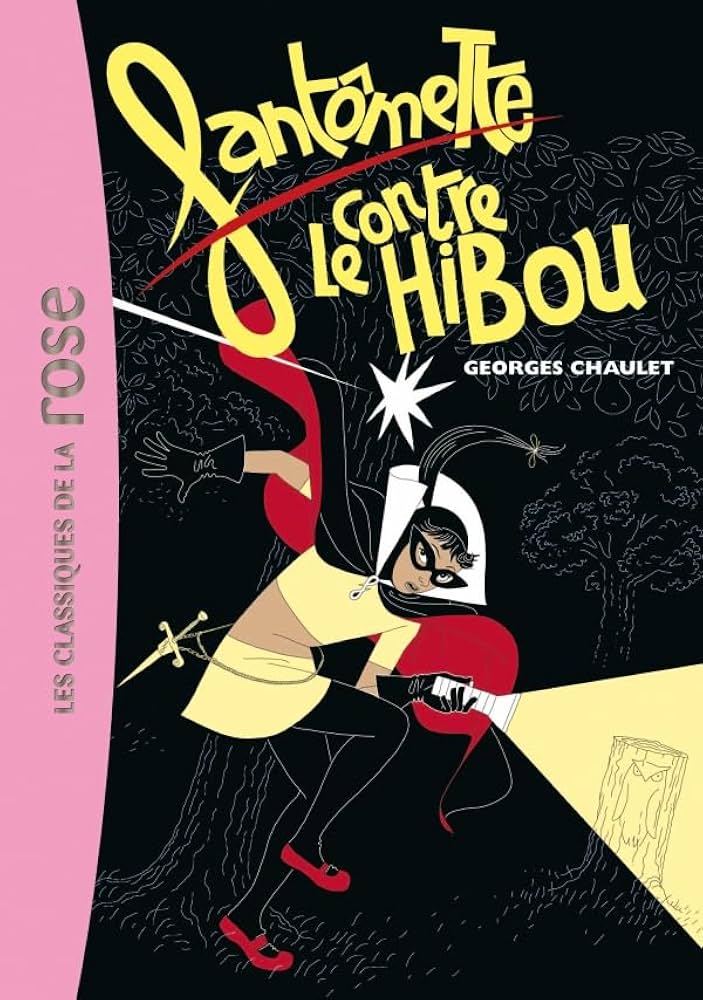 Fantômette
contre
le HiBou
GEORGES CHAULET
LES CLASSIQUES DE LA rose